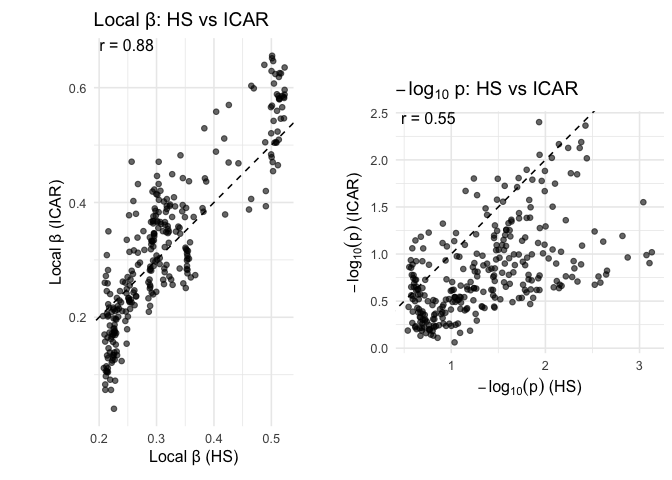 Local β: HS vs ICAR
r = 0.88
0.6
0.4
0.2
Local β (ICAR)
0.2 0.3 0.4 0.5
Local β (HS)
−log₁₀ p: HS vs ICAR
r = 0.55
2.5
2.0
1.5
1.0
0.5
0.0
−log₁₀(p) (ICAR)
1 2 3
−log₁₀(p) (HS)